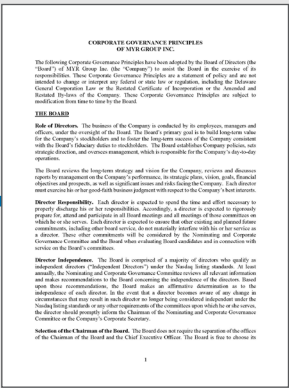 CORPORATE GOVERNANCE PRINCIPLES
OF MYR GROUP INC.
The following Corporate Governance Principles have been adopted by the Board of Directors (the
"Board") of MYR Group Inc. (the "Company") to assist the Board in the exercise of its
responsibilities. These Corporate Governance Principles are a statement of policy and are not
intended to change or interpret any federal or state law or regulation, including the Delaware
General Corporation Law or the Restated Certificate of Incorporation or the Amended and
Restated By-laws of the Company. These Corporate Governance Principles are subject to
modification from time to time by the Board.
THE BOARD
Role of Directors. The business of the Company is conducted by its employees, managers and
officers, under the oversight of the Board. The Board's primary goal is to build long-term value
for the Company's stockholders and to foster the long-term success of the Company consistent
with the Board's fiduciary duties to stockholders. The Board establishes Company policies, sets
strategic direction, and oversees management, which is responsible for the Company's day-to-day
operations.
The Board reviews the long-term strategy and vision for the Company, reviews and discusses
reports by management on the Company's performance, its strategic plans, vision, goals, financial
objectives and prospects, as well as significant issues and risks facing the Company. Each director
must exercise his or her good-faith business judgment with respect to the Company's best interests.
Director Responsibility. Each director is expected to spend the time and effort necessary to
properly discharge his or her responsibilities. Accordingly, a director is expected to rigorously
prepare for, attend and participate in all Board meetings and all meetings of those committees on
which he or she serves. Each director is expected to ensure that other existing and planned future
commitments, including other board service, do not materially interfere with his or her service as
a director. These other commitments will be considered by the Nominating and Corporate
Governance Committee and the Board when evaluating Board candidates and in connection with
service on the Board's committees.
Director Independence. The Board is comprised of a majority of directors who qualify as
independent directors ("Independent Directors") under the Nasdaq listing standards. At least
annually, the Nominating and Corporate Governance Committee reviews all relevant information
and makes recommendations to the Board concerning the independence of the directors. Based
upon those recommendations, the Board makes an affirmative determination as to the
independence of each director. In the event that a director becomes aware of any change in
circumstances that may result in such director no longer being considered independent under the
Nasdaq listing standards or any other requirements of the committees upon which he or she serves,
the director should promptly inform the Chairman of the Nominating and Corporate Governance
Committee or the Company's Corporate Secretary.
Selection of the Chairman of the Board. The Board does not require the separation of the offices
of the Chairman of the Board and the Chief Executive Officer. The Board is free to choose its
1